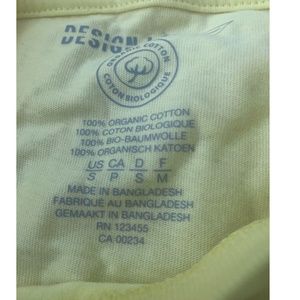 DESIGN
ORGANIC COTTON
COTON BIOLOGIQUE
100% ORGANIC COTTON
100% COTON BIOLOGIQUE
100% BIO-BAUMWOLLE
100% ORGANISCH KATOEN
US CA D F
S P S M
MADE IN BANGLADESH
FABRIQUÉ AU BANGLADESH
GEMAAKT IN BANGLADESH
RN 123455
CA 00234